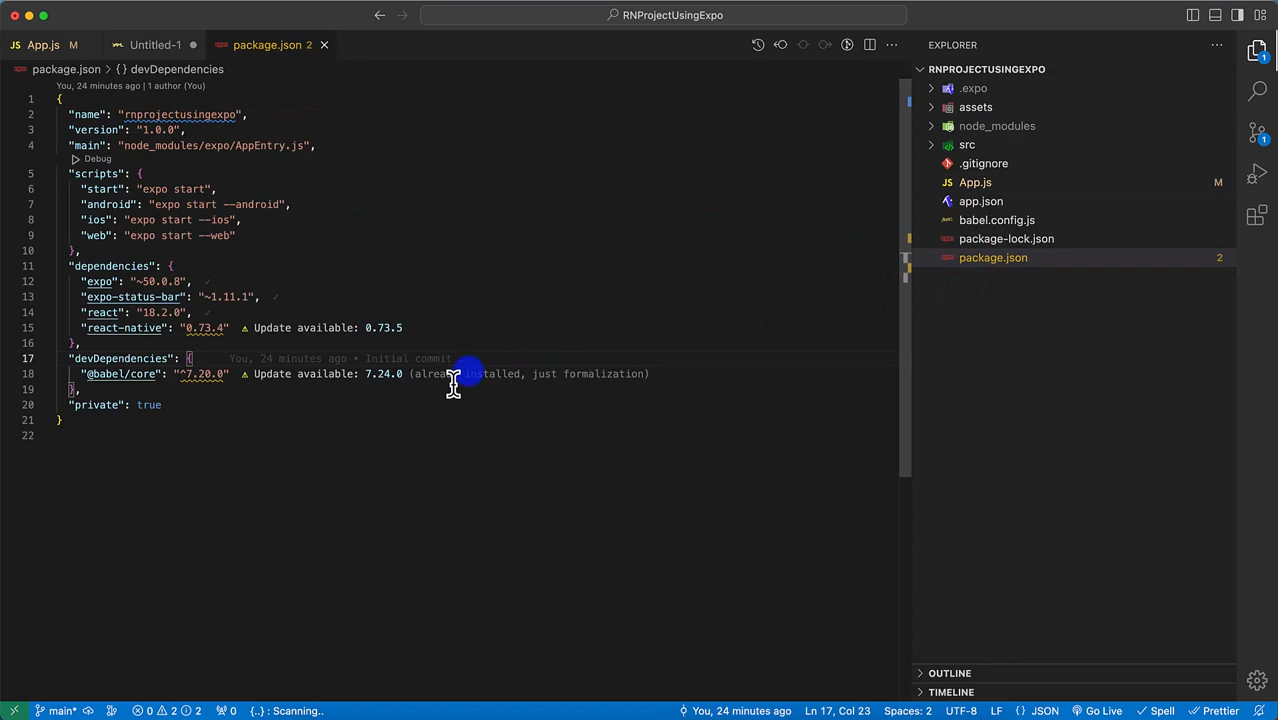 RNProjectUsingExpo
App.js M
Untitled-1
package.json 2
EXPLORER
package.json > {} devDependencies
You, 24 minutes ago | 1 author (You)
1 {
2 "name": "rnprojectusingexpo",
3 "version": "1.0.0",
4 "main": "node_modules/expo/AppEntry.js",
Debug
5 "scripts": {
6 "start": "expo start",
7 "android": "expo start --android",
8 "ios": "expo start --ios",
9 "web": "expo start --web"
10 },
11 "dependencies": {
12 "expo": "~50.0.8", ✓
13 "expo-status-bar": "~1.11.1", ✓
14 "react": "18.2.0", ✓
15 "react-native": "0.73.4" ⚠ Update available: 0.73.5
16 },
17 "devDependencies": { You, 24 minutes ago • Initial commit …
18 "@babel/core": "^7.20.0" ⚠ Update available: 7.24.0 (already installed, just formalization)
19 },
20 "private": true
21 }
22
RNPROJECTUSINGEXPO
.expo
assets
node_modules
src
.gitignore
App.js M
app.json
babel.config.js
package-lock.json
package.json 2
OUTLINE
TIMELINE
1
1
main* 0 2 2 0 {..}: Scanning..
You, 24 minutes ago Ln 17, Col 23 Spaces: 2 UTF-8 LF {} JSON Go Live Spell Prettier